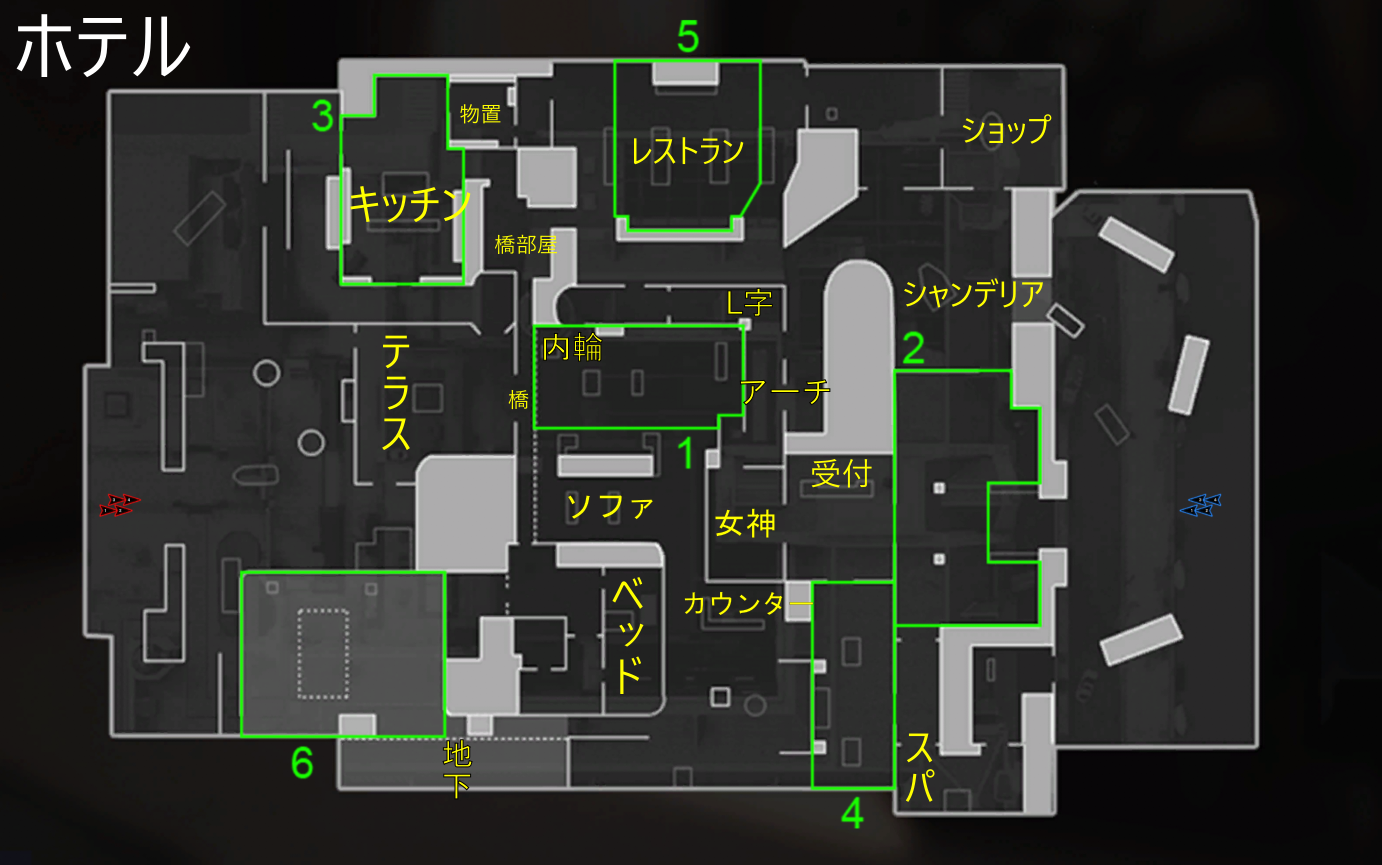 ホテル
5
3
物置
ショップ
レストラン
キッチン
橋部屋
シャンデリア
L字
2
内輪
テラス
アーチ
橋
1
受付
ソファ
女神
ベッド
カウンター
スパ
地下
6
4